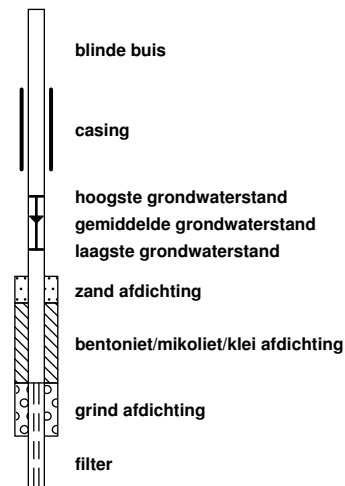 blinde buis
casing
hoogste grondwaterstand
gemiddelde grondwaterstand
laagste grondwaterstand
zand afdichting
bentoniet/mikoliet/klei afdichting
grind afdichting
filter